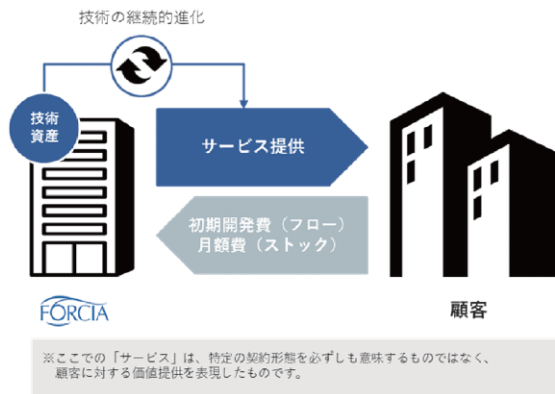 技術の継続的進化
技術
資産
サービス提供
初期開発費（フロー）
月額費（ストック）
FORCIA
顧客
※ここでの「サービス」は、特定の契約形態を必ずしも意味するものではなく、
顧客に対する価値提供を表現したものです。